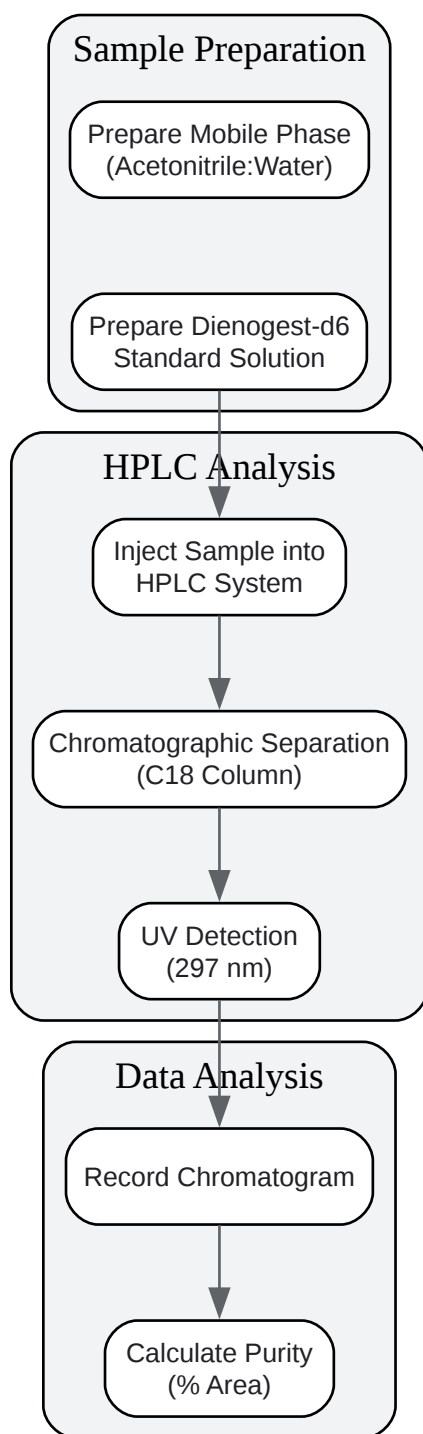 Sample Preparation
Prepare Mobile Phase
(Acetonitrile:Water)
Prepare Dienogest-d6
Standard Solution
HPLC Analysis
Inject Sample into
HPLC System
Chromatographic Separation
(C18 Column)
UV Detection
(297 nm)
Data Analysis
Record Chromatogram
Calculate Purity
(% Area)